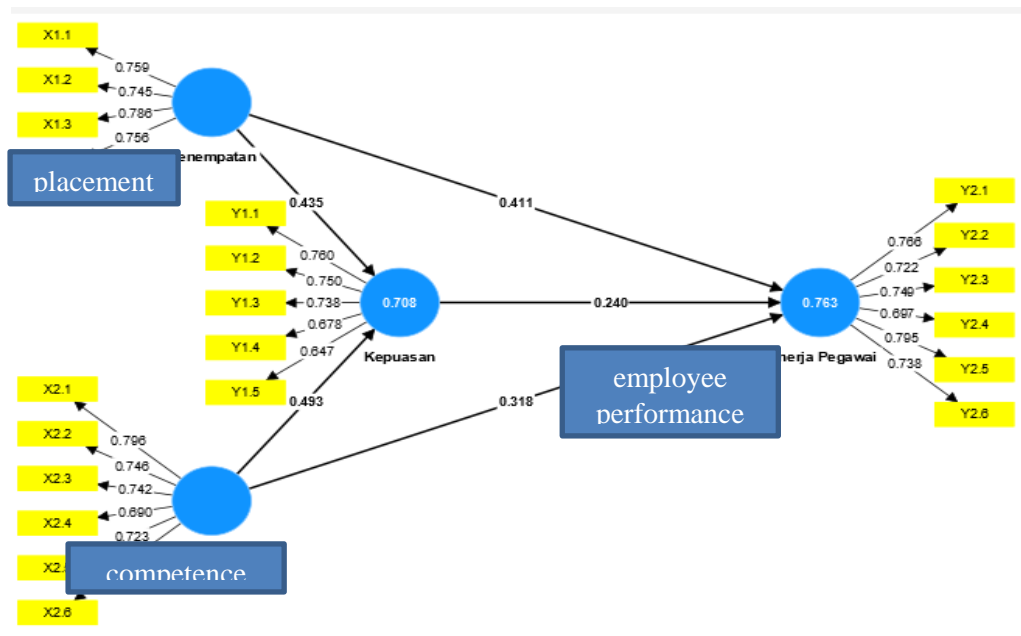 X1.1
X1.2
X1.3
0.759
0.745
0.786
0.756
enempatan
placement
0.435
0.411
Y1.1
Y1.2
Y1.3
Y1.4
Y1.5
0.760
0.750
0.738
0.678
0.647
0.708
Kepuasan
0.240
0.763
nerja Pegawai
Y2.1
Y2.2
Y2.3
Y2.4
Y2.5
Y2.6
0.766
0.722
0.749
0.697
0.795
0.738
employee
performance
0.493
0.318
X2.1
X2.2
X2.3
X2.4
X2.
X2.6
0.796
0.746
0.742
0.690
0.723
competence